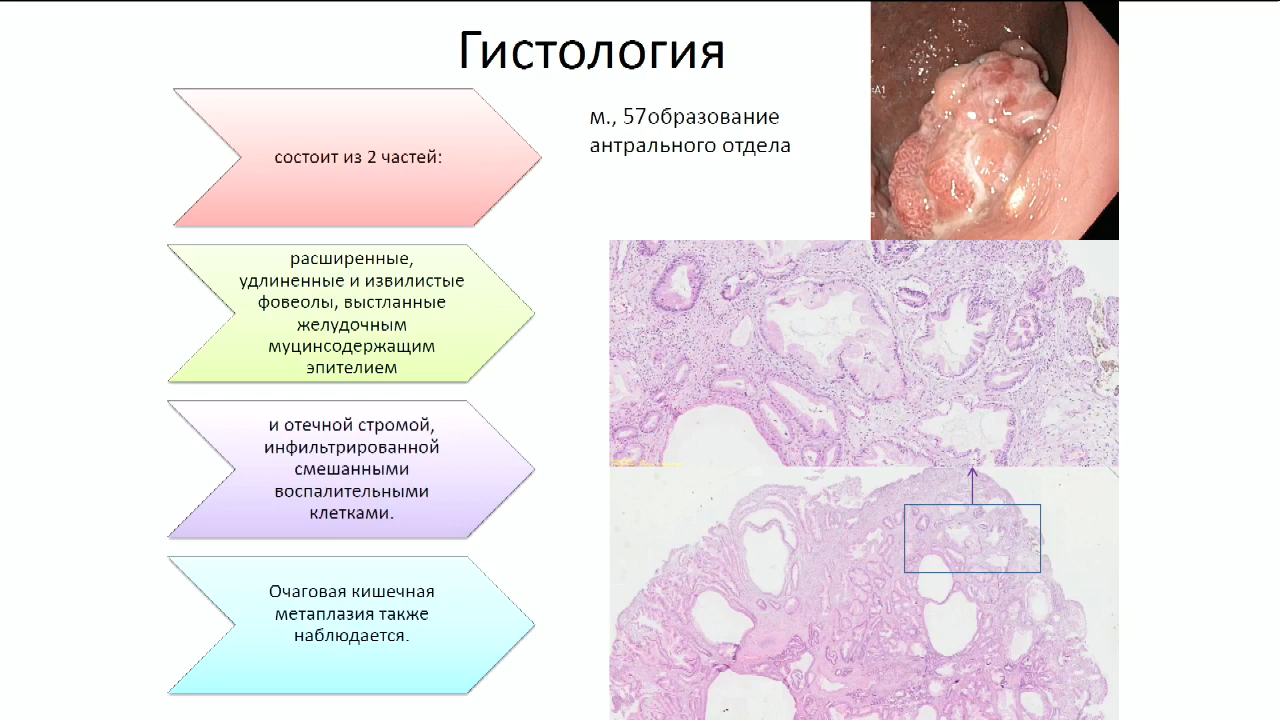 Гистология
состоит из 2 частей:
расширенные,
удлиненные и извилистые
фовеолы, выстланные
желудочным
муцинсодержащим
эпителием
и отечной стромой,
инфильтрированной
смешанными
воспалительными
клетками.
Очаговая кишечная
метаплазия также
наблюдается.
м., 57образование
антрального отдела
A1